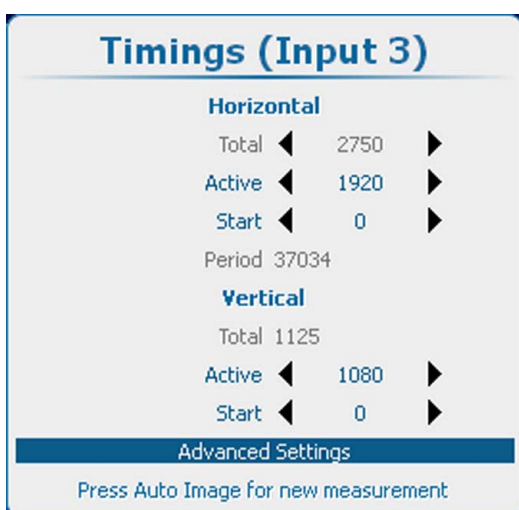 Timings (Input 3)
Horizontal
Total 2750
Active 1920
Start 0
Period 37034
Vertical
Total 1125
Active 1080
Start 0
Advanced Settings
Press Auto Image for new measurement